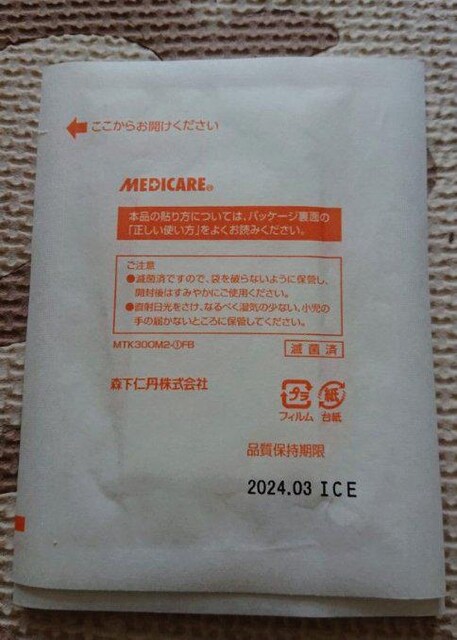 ここからお開けください
MEDICARE®
本品の貼り方については、パッケージ裏面の
「正しい使い方」をよくお読みください。
ご注意
●滅菌済ですので、袋を破らないように保管し、
開封後はすみやかにご使用ください。
●直射日光をさけ、なるべく湿気の少ない、小児の
手の届かないところに保管してください。
MTK300M2-①FB
滅菌済
森下仁丹株式会社
プラ 紙
フィルム 台紙
品質保持期限
2024.03 ICE